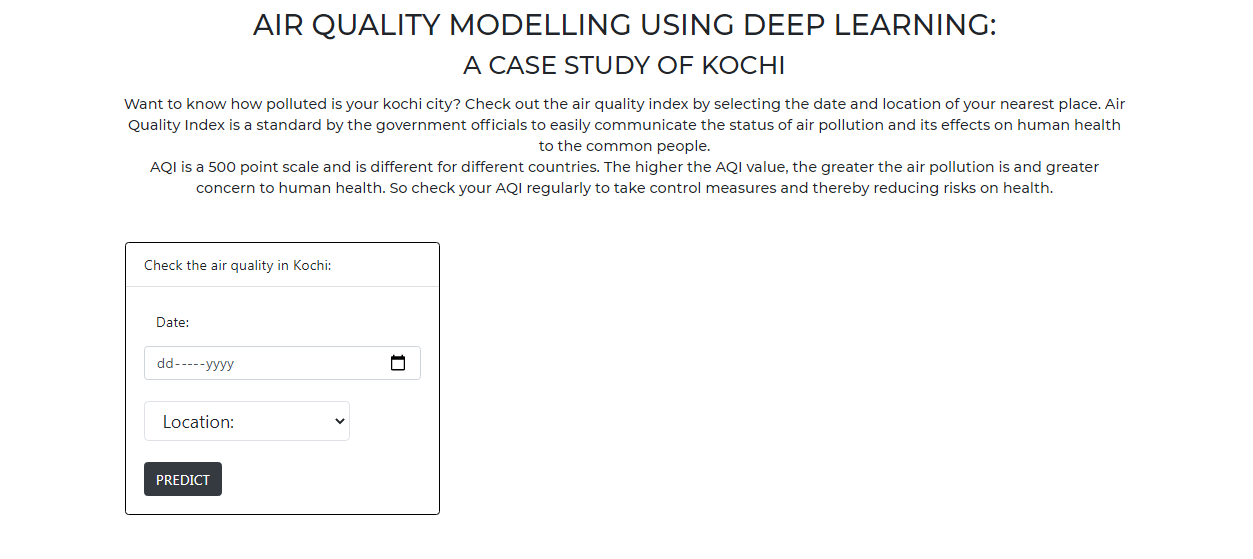 AIR QUALITY MODELLING USING DEEP LEARNING:
A CASE STUDY OF KOCHI
Want to know how polluted is your kochi city? Check out the air quality index by selecting the date and location of your nearest place. Air
Quality Index is a standard by the government officials to easily communicate the status of air pollution and its effects on human health
to the common people.
AQI is a 500 point scale and is different for different countries. The higher the AQI value, the greater the air pollution is and greater
concern to human health. So check your AQI regularly to take control measures and thereby reducing risks on health.
Check the air quality in Kochi:
Date:
dd-----yyyy
Location:
PREDICT